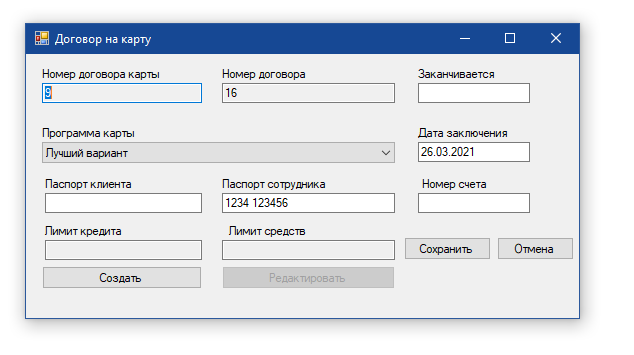 Договор на карту
Номер договора карты Номер договора Заканчивается
9 16
Программа карты Дата заключения
Лучший вариант 26.03.2021
Паспорт клиента Паспорт сотрудника Номер счета
1234 123456
Лимит кредита Лимит средств
Сохранить Отмена
Создать Редактировать